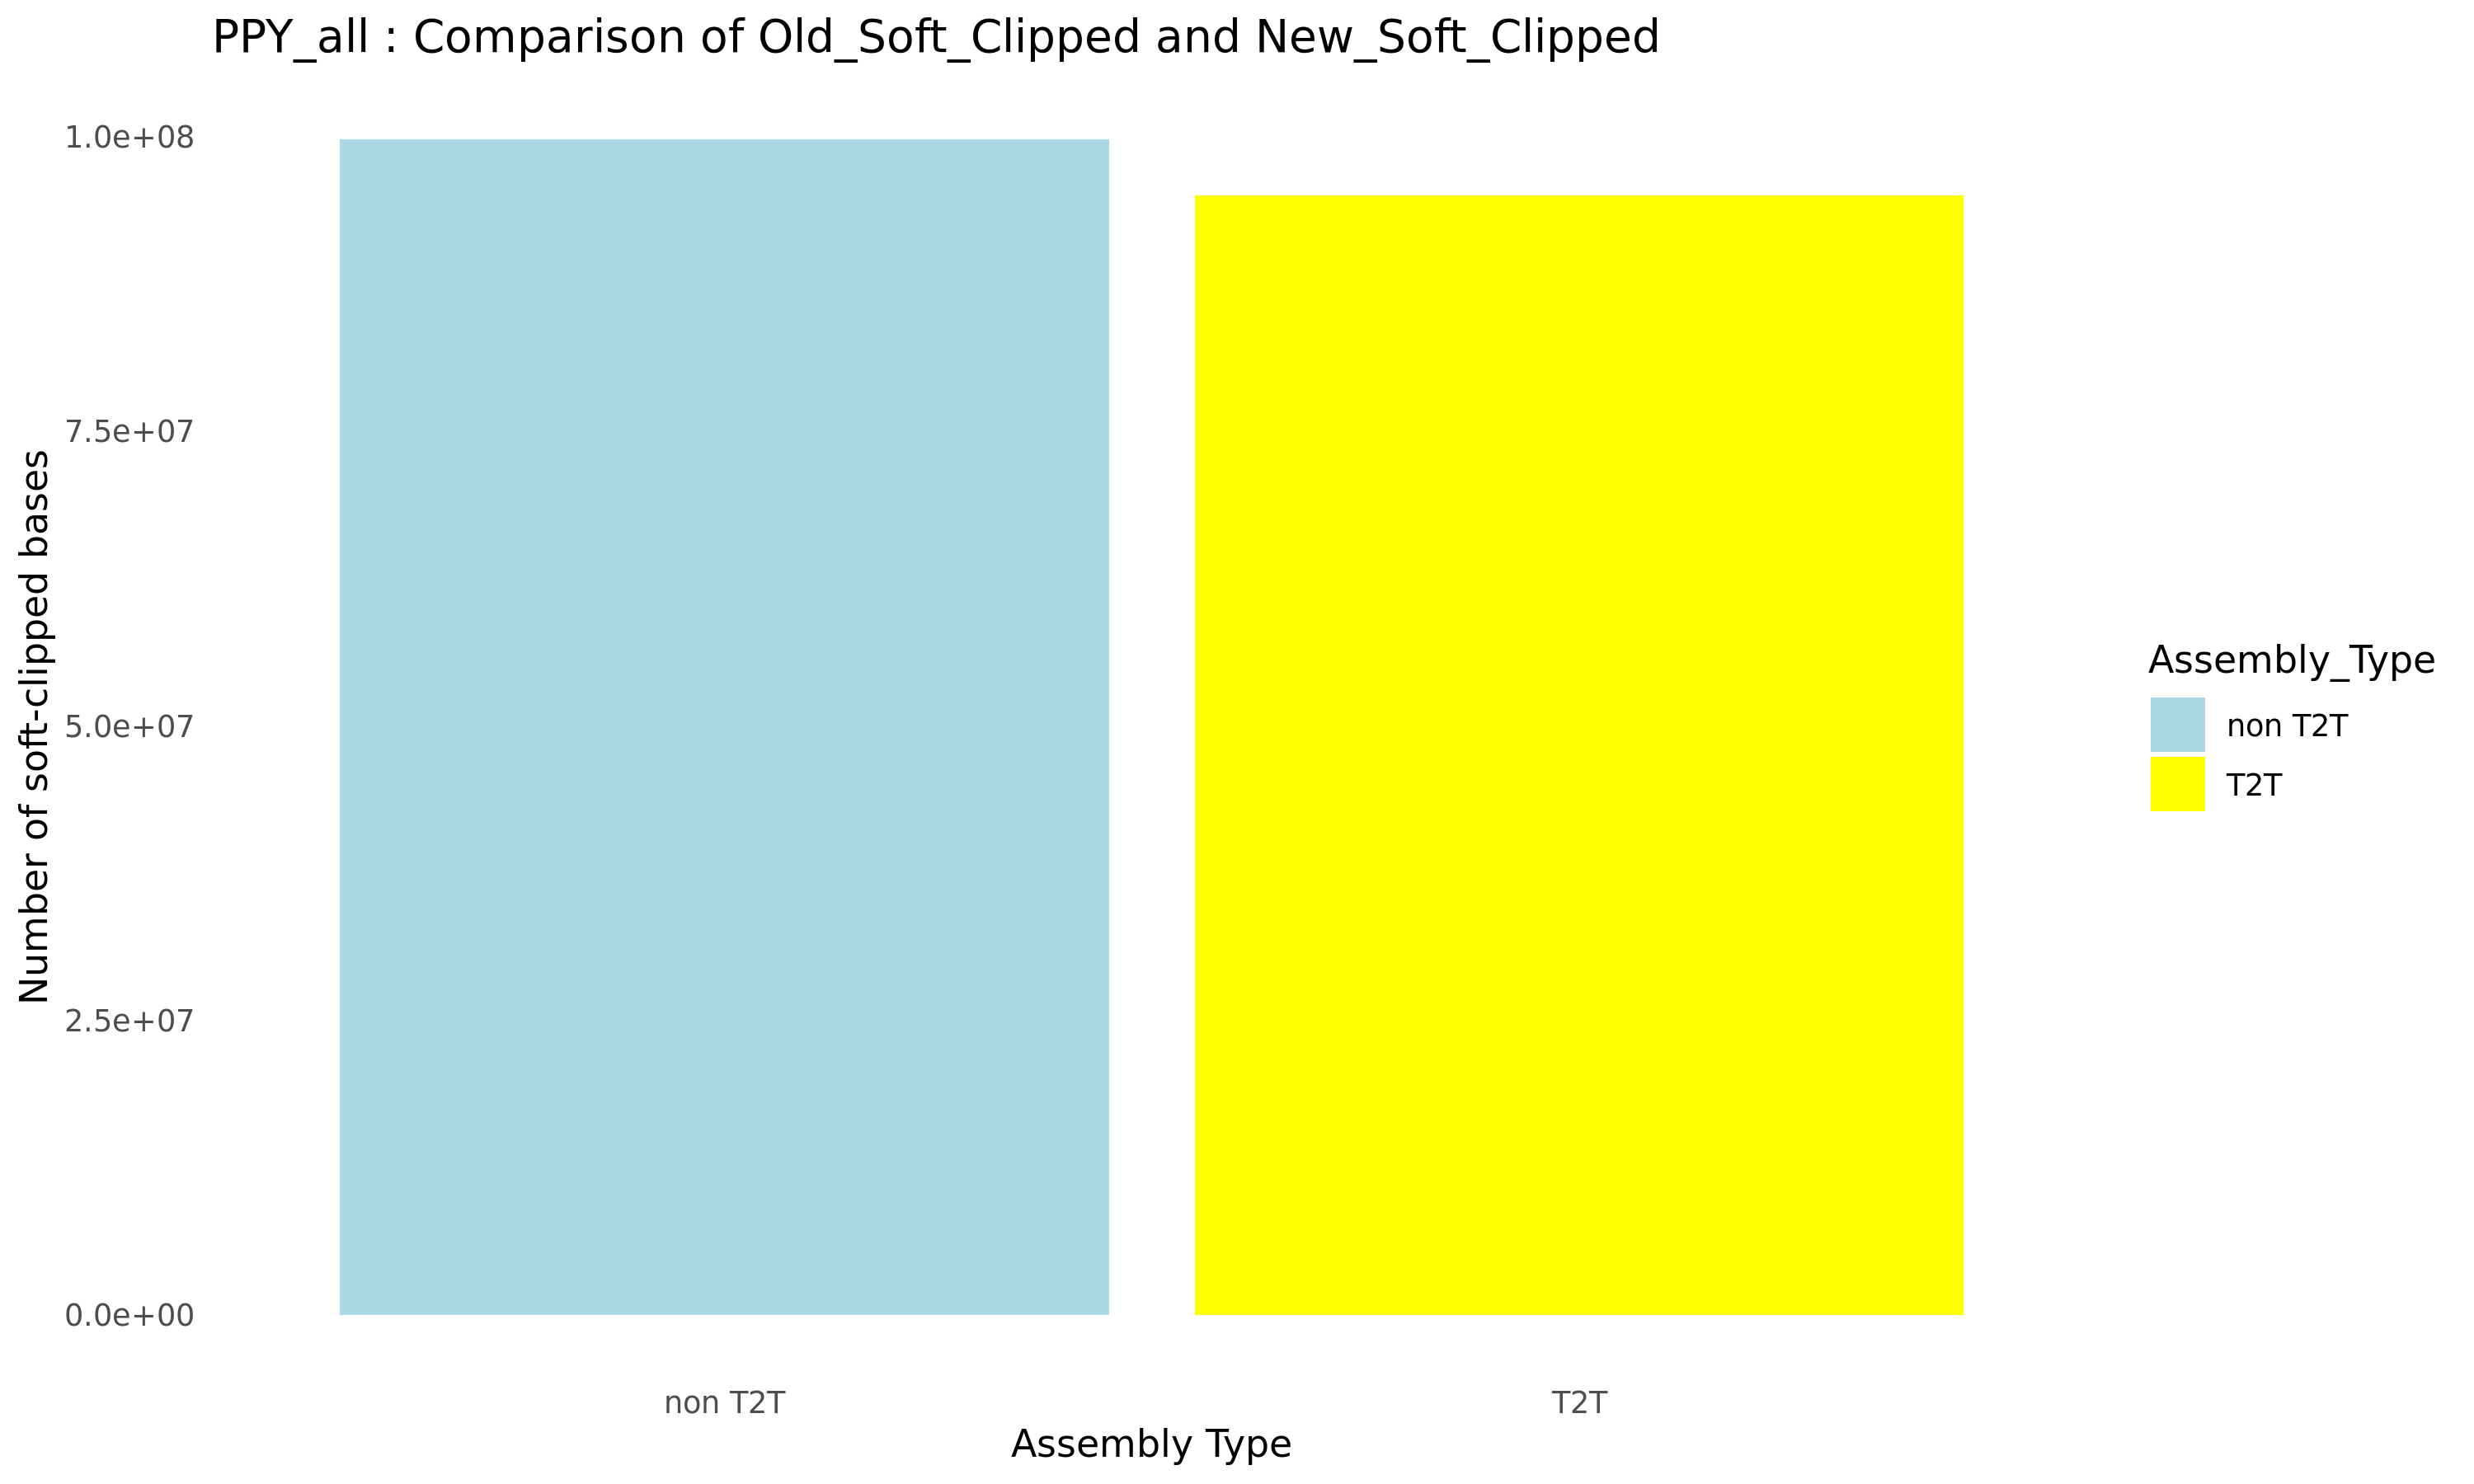 PPY_all : Comparison of Old_Soft_Clipped and New_Soft_Clipped
Number of soft-clipped bases
1.0e+08
7.5e+07
5.0e+07
2.5e+07
0.0e+00
non T2T
T2T
Assembly Type
Assembly_Type
non T2T
T2T